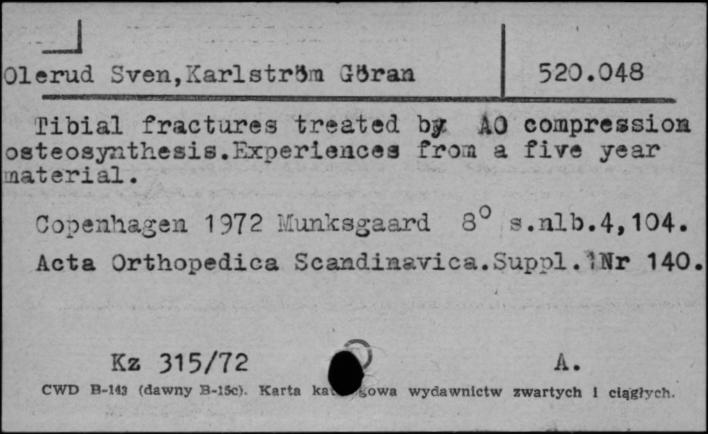 Olerud Sven,Karlström Göran 520.048
Tibial fractures treated by AO compression
osteosynthesis.Experiences from a five year
material.
Copenhagen 1972 Munksgaard 8° s.nlb.4,104.
Acta Orthopedica Scandinavica.Suppl. Nr 140.
Kz 315/72 A.
CWD B-143 (dawny B-15c). Karta katalogowa wydawnictw zwartych i ciągłych.